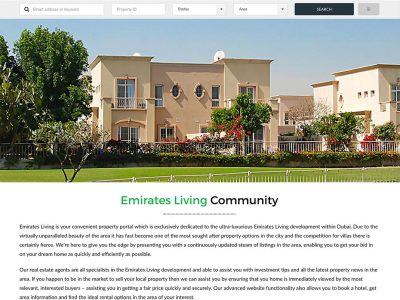 Street address or keyword Property ID States Area SEARCH
Emirates Living Community
Emirates Living is your convenient property portal which is exclusively dedicated to the ultra-luxurious Emirates Living development within Dubai. Due to the
virtually unparalleled beauty of the area it has fast become one of the most sought after property options in the city and the competition for villas there is
certainly fierce. We're here to give you the edge by presenting you with a continuously updated steam of listings in the area, enabling you to get your bid in
on your dream home as quickly and efficiently as possible.
Our real estate agents are all specialists in the Emirates Living development and able to assist you with investment tips and all the latest property news in the
area. If you happen to be in the market to sell your local property then we can assist you by ensuring that your home is immediately viewed by the most
relevant, interested buyers – assisting you in getting a fair price quickly and securely. Our advanced website functionality also allows you to book a hotel, get
area information and find the ideal rental options in the area of your interest.